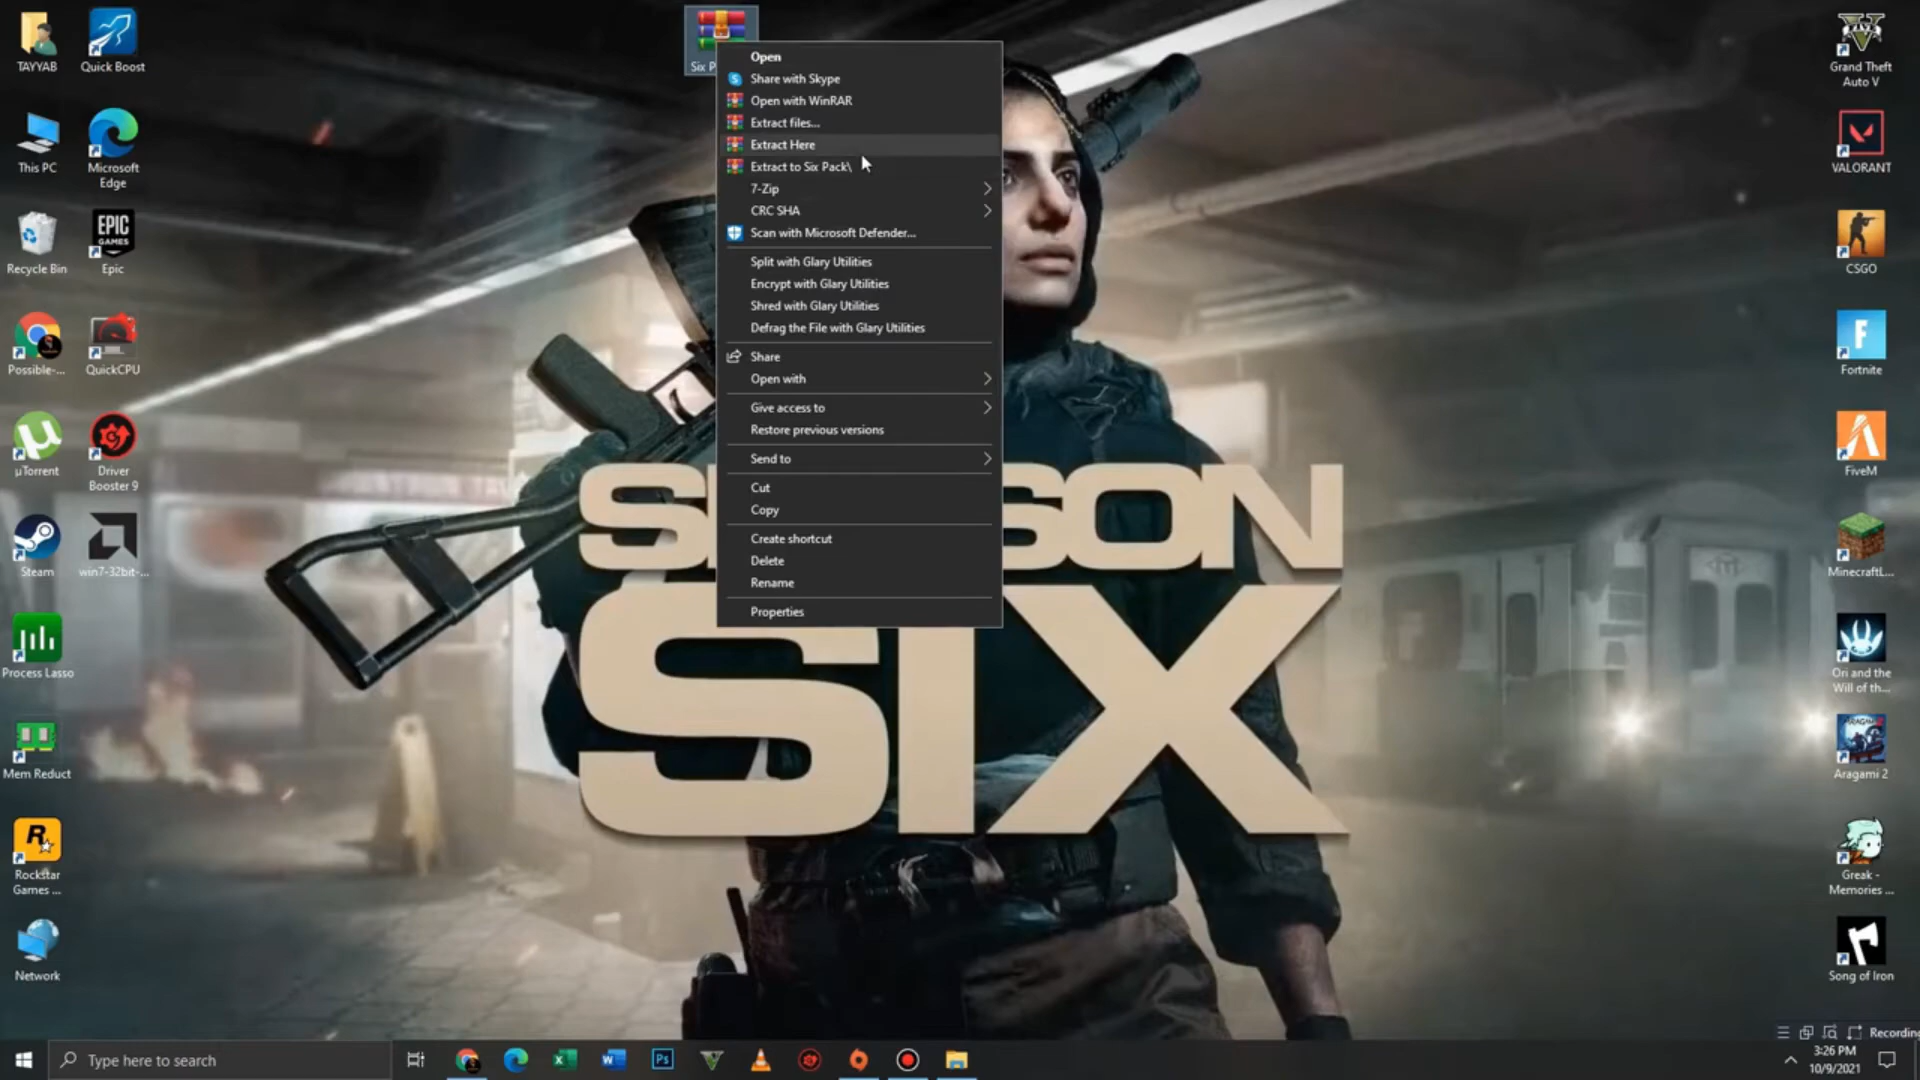 TAYYAB
Quick Boost
This PC
Microsoft
Edge
Recycle Bin
EPIC
GAMES
Epic
Possible-...
QuickCPU
µTorrent
Driver
Booster 9
Steam
win7-32bit-...
Process Lasso
Mem Reduct
R
Rockstar
Games ...
Network
Six P
Open
Share with Skype
Open with WinRAR
Extract files...
Extract Here
Extract to Six Pack\
7-Zip
CRC SHA
Scan with Microsoft Defender...
Split with Glary Utilities
Encrypt with Glary Utilities
Shred with Glary Utilities
Defrag the File with Glary Utilities
Share
Open with
Give access to
Restore previous versions
Send to
Cut
Copy
Create shortcut
Delete
Rename
Properties
S SON
SIX
Grand Theft
Auto V
VALORANT
CSGO
F
Fortnite
FiveM
MinecraftL...
Ori and the
Will of th...
Aragami 2
Greak -
Memories ...
Song of Iron
Recording
Type here to search
Ps
3:26 PM
10/9/2021